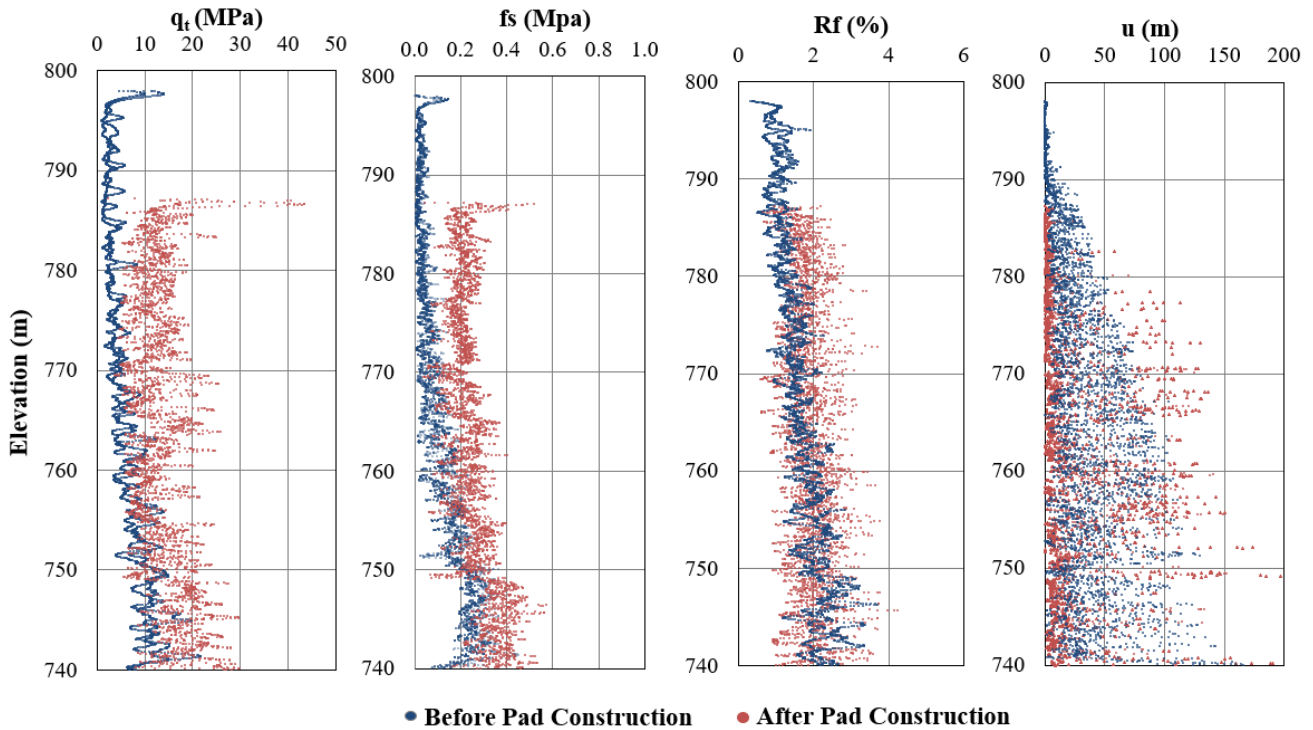 qt (MPa)
0 10 20 30 40 50
fs (Mpa)
0.0 0.2 0.4 0.6 0.8 1.0
Rf (%)
0 2 4 6
u (m)
0 50 100 150 200
Elevation (m)
800
790
780
770
760
750
740
800
790
780
770
760
750
740
800
790
780
770
760
750
740
800
790
780
770
760
750
740
Before Pad Construction
After Pad Construction